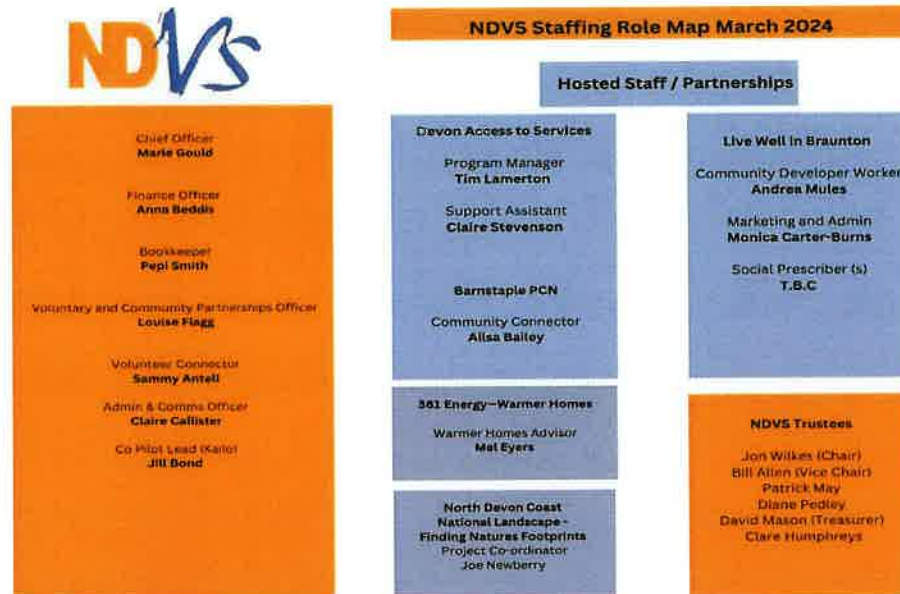 NDVS
Chief Officer
Marie Gould
Finance Officer
Anna Beddis
Bookkeeper
Pepi Smith
Voluntary and Community Partnerships Officer
Louise Flagg
Volunteer Connector
Sammy Antell
Admin & Comms Officer
Claire Callister
Co Pilot Lead (Kailo)
Jill Bond
NDVS Staffing Role Map March 2024
Hosted Staff / Partnerships
Devon Access to Services
Program Manager
Tim Lamerton
Support Assistant
Claire Stevenson
Barnstaple PCN
Community Connector
Ailsa Bailey
361 Energy—Warmer Homes
Warmer Homes Advisor
Mel Eyers
North Devon Coast
National Landscape -
Finding Natures Footprints
Project Co-ordinator
Joe Newberry
Live Well in Braunton
Community Developer Worker
Andrea Mules
Marketing and Admin
Monica Carter-Burns
Social Prescriber (s)
T.B.C
NDVS Trustees
Jon Wilkes (Chair)
Bill Allen (Vice Chair)
Patrick May
Diane Pedley
David Mason (Treasurer)
Clare Humphreys